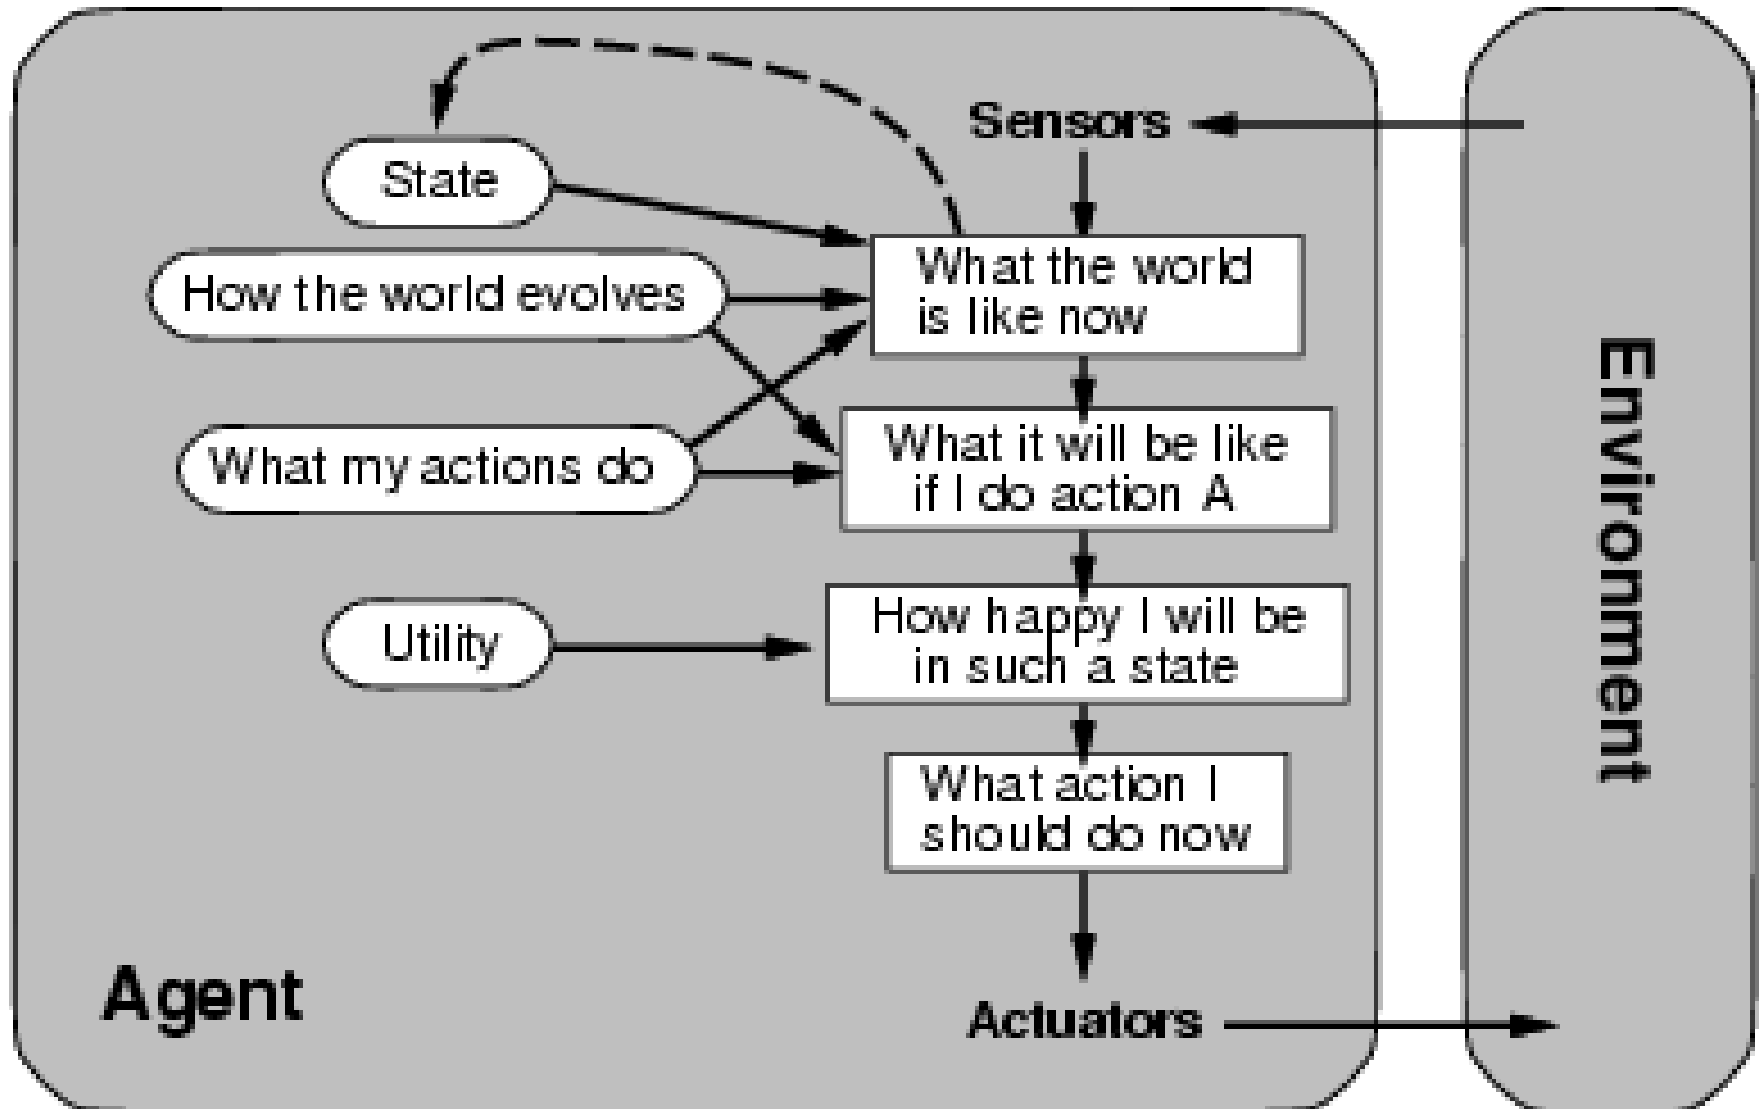 Sensors
State
What the world
is like now
How the world evolves
What it will be like
if I do action A
What my actions do
How happy I will be
in such a state
Utility
What action I
should do now
Agent
Actuators
Environment